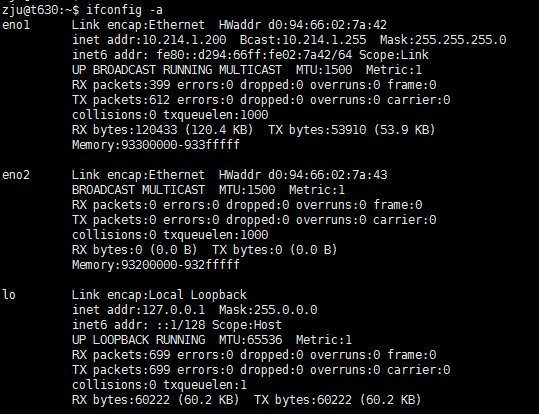 zju@t630:~$ ifconfig -a
eno1 Link encap:Ethernet HWaddr d0:94:66:02:7a:42
inet addr:10.214.1.200 Bcast:10.214.1.255 Mask:255.255.255.0
inet6 addr: fe80::d294:66ff:fe02:7a42/64 Scope:Link
UP BROADCAST RUNNING MULTICAST MTU:1500 Metric:1
RX packets:399 errors:0 dropped:0 overruns:0 frame:0
TX packets:612 errors:0 dropped:0 overruns:0 carrier:0
collisions:0 txqueuelen:1000
RX bytes:120433 (120.4 KB) TX bytes:53910 (53.9 KB)
Memory:93300000-933fffff
eno2 Link encap:Ethernet HWaddr d0:94:66:02:7a:43
BROADCAST MULTICAST MTU:1500 Metric:1
RX packets:0 errors:0 dropped:0 overruns:0 frame:0
TX packets:0 errors:0 dropped:0 overruns:0 carrier:0
collisions:0 txqueuelen:1000
RX bytes:0 (0.0 B) TX bytes:0 (0.0 B)
Memory:93200000-932fffff
lo Link encap:Local Loopback
inet addr:127.0.0.1 Mask:255.0.0.0
inet6 addr: ::1/128 Scope:Host
UP LOOPBACK RUNNING MTU:65536 Metric:1
RX packets:699 errors:0 dropped:0 overruns:0 frame:0
TX packets:699 errors:0 dropped:0 overruns:0 carrier:0
collisions:0 txqueuelen:1
RX bytes:60222 (60.2 KB) TX bytes:60222 (60.2 KB)